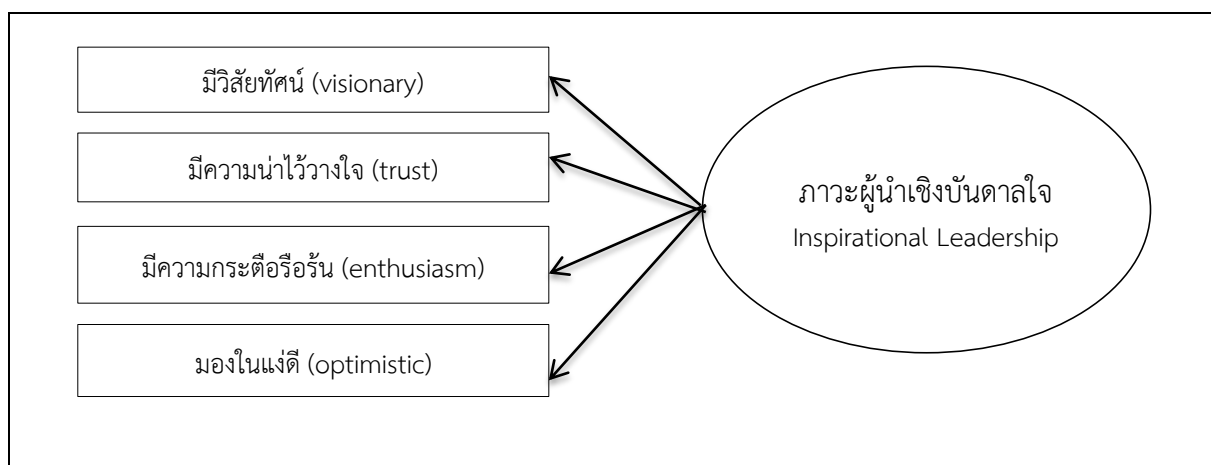 มีวิสัยทัศน์ (visionary)
มีความน่าไว้วางใจ (trust)
มีความกระตือรือร้น (enthusiasm)
มองในแง่ดี (optimistic)
ภาวะผู้นำเชิงบันดาลใจ
Inspirational Leadership